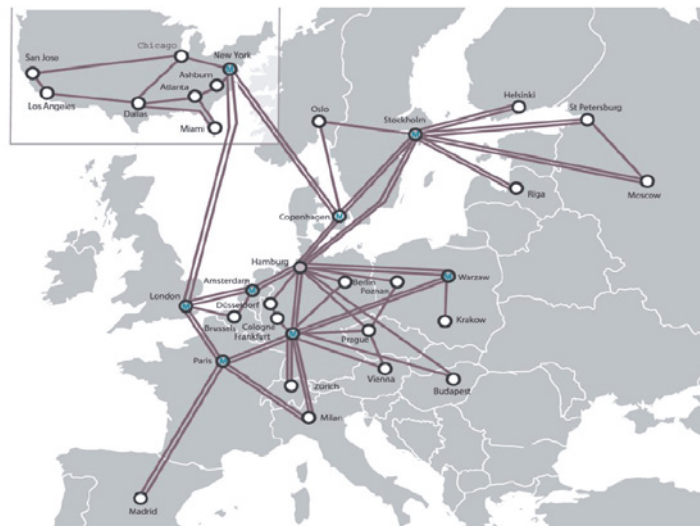 Chicago
New York
San Jose
Ashburn
Atlanta
Los Angeles
Dallas
Miami
Helsinki
Oslo
Stockholm
St Petersburg
Riga
Moscow
Copenhagen
Hamburg
Amsterdam
Berlin
Warzaw
Poznan
London
Düsseldorf
Brussels
Cologne
Krakow
Frankfurt
Prague
Paris
Vienna
Zürich
Budapest
Milan
Madrid